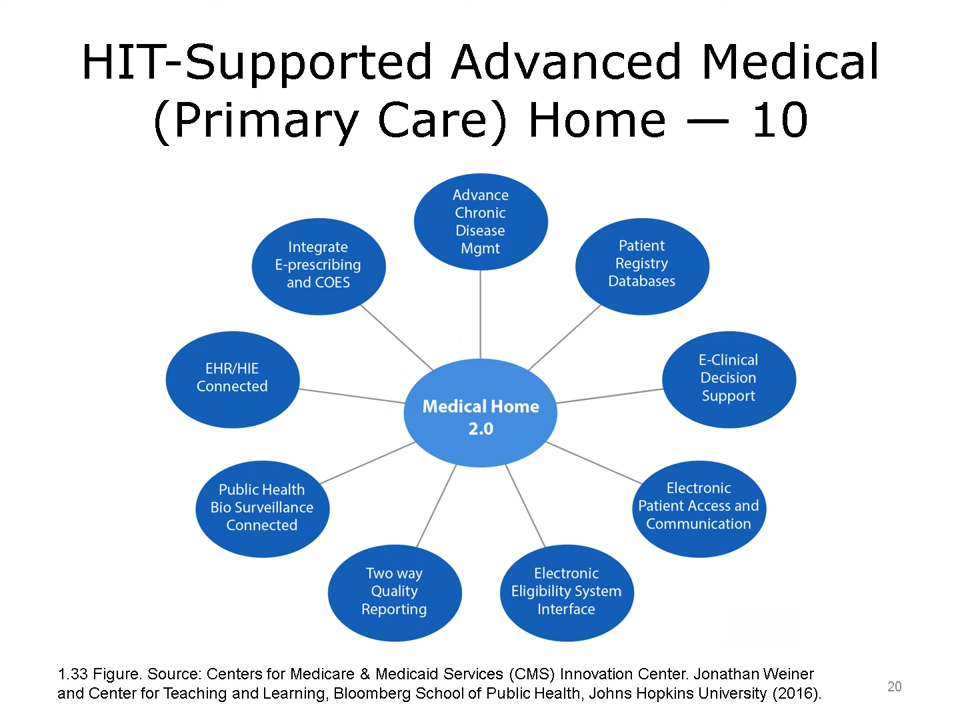 HIT-Supported Advanced Medical
(Primary Care) Home — 10
Advance
Chronic
Disease
Mgmt
Patient
Registry
Databases
E-Clinical
Decision
Support
Electronic
Patient Access and
Communication
Electronic
Eligibility System
Interface
Two way
Quality
Reporting
Public Health
Bio Surveillance
Connected
EHR/HIE
Connected
Integrate
E-prescribing
and COES
Medical Home
2.0
1.33 Figure. Source: Centers for Medicare & Medicaid Services (CMS) Innovation Center. Jonathan Weiner
and Center for Teaching and Learning, Bloomberg School of Public Health, Johns Hopkins University (2016).
20